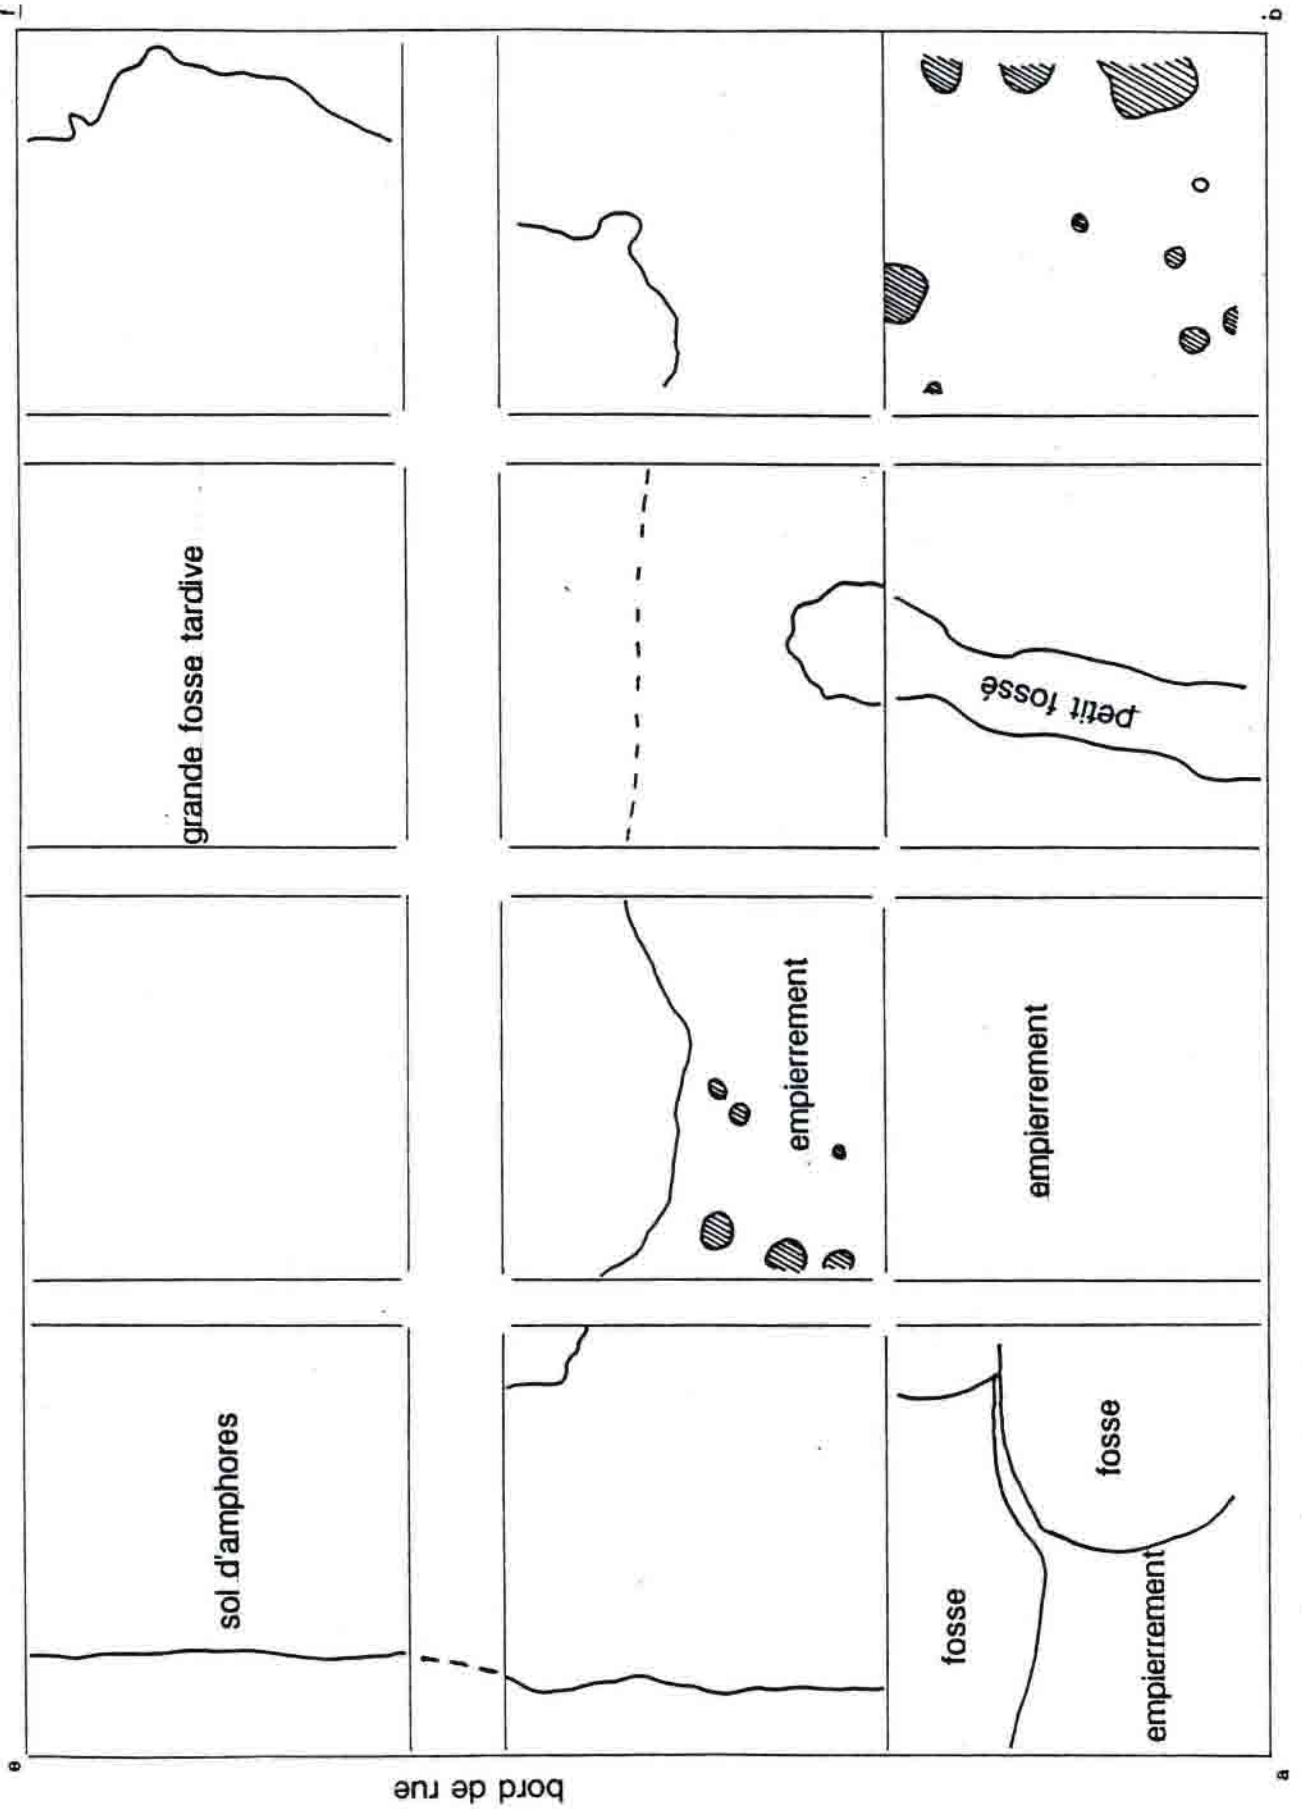 f
b
grande fosse tardive
petit fossé
empierrement
empierrement
sol d'amphores
fosse
fosse
empierrement
e
a
bord de rue